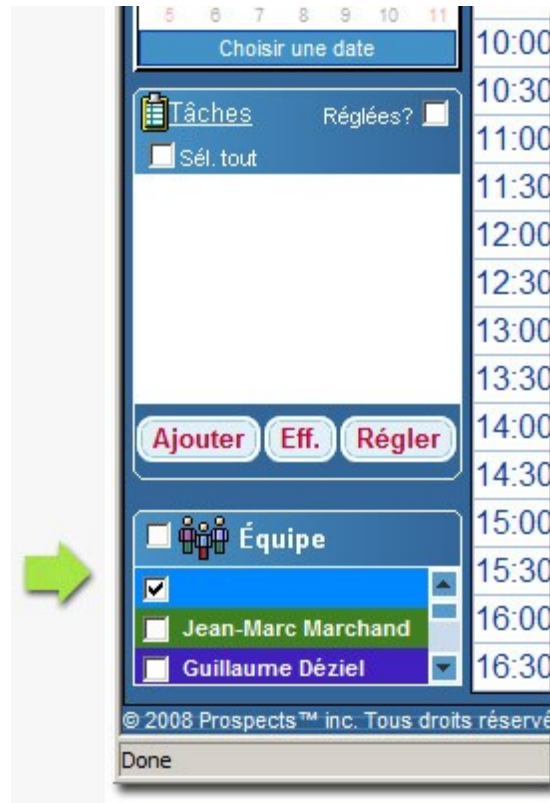 5 6 7 8 9 10 11
Choisir une date
Tâches Réglées?
Sél. tout
Ajouter Eff. Régler
Équipe
Jean-Marc Marchand
Guillaume Déziel
10:00
10:30
11:00
11:30
12:00
12:30
13:00
13:30
14:00
14:30
15:00
15:30
16:00
16:30
© 2008 Prospects™ inc. Tous droits réservé
Done